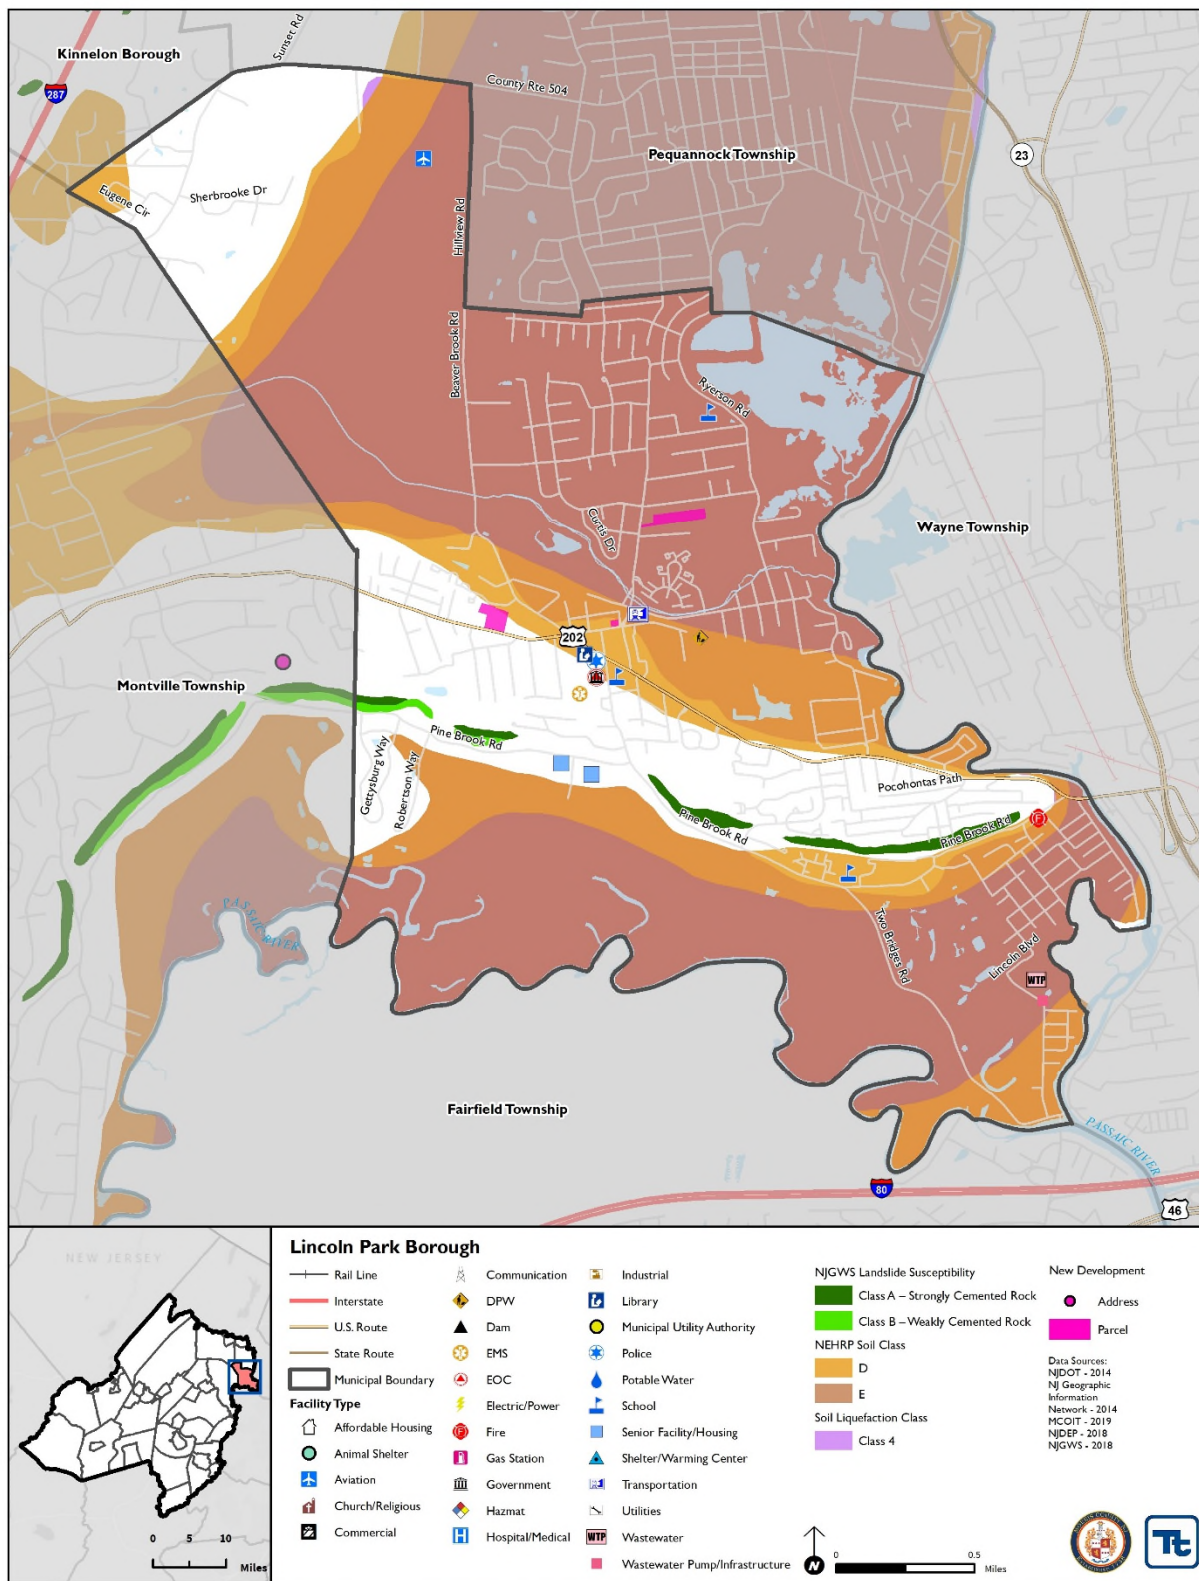 Kinnelon Borough
Sunset Rd
287
County Rte 504
Pequannock Township
23
Eugene Cir
Sherbrooke Dr
Hillview Rd
Beaver Brook Rd
Ryerson Rd
Curtis Dr
Wayne Township
202
Montville Township
Pine Brook Rd
Gettysburg Way
Robertson Way
Pocohontas Path
Pine Brook Rd
Pine Brook Rd
F
PASSAIC RIVER
Two Bridges Rd
Lincoln Blvd
WTP
Fairfield Township
PASSAIC RIVER
80
46
NEW JERSEY
0 5 10
Miles
Lincoln Park Borough
Rail Line
Interstate
U.S. Route
State Route
Municipal Boundary
Facility Type
Affordable Housing
Animal Shelter
Aviation
Church/Religious
Commercial
Communication
DPW
Dam
EMS
EOC
Electric/Power
F Fire
Gas Station
Government
Hazmat
H Hospital/Medical
Industrial
Library
Municipal Utility Authority
Police
Potable Water
School
Senior Facility/Housing
Shelter/Warming Center
Transportation
Utilities
WTP Wastewater
Wastewater Pump/Infrastructure
NJGWS Landslide Susceptibility
Class A – Strongly Cemented Rock
Class B – Weakly Cemented Rock
NEHRP Soil Class
D
E
Soil Liquefaction Class
Class 4
New Development
Address
Parcel
Data Sources:
NJDOT - 2014
NJ Geographic
Information
Network - 2014
MCOIT - 2019
NJDEP - 2018
NJGWS - 2018
N
0 0.5
Miles
Tt